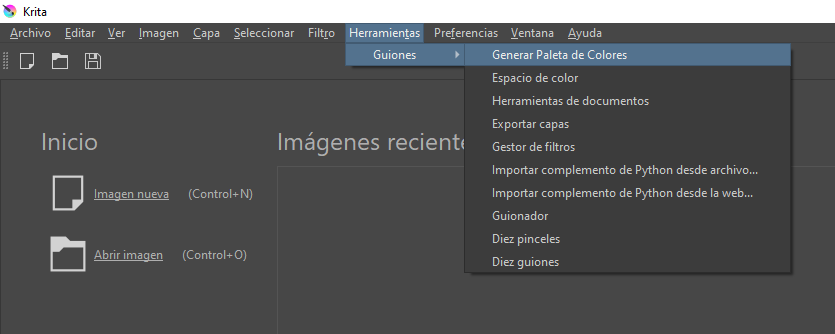 Krita
Archivo Editar Ver Imagen Capa Seleccionar Filtro Herramientas Preferencias Ventana Ayuda
Guiones
Generar Paleta de Colores
Espacio de color
Herramientas de documentos
Exportar capas
Gestor de filtros
Importar complemento de Python desde archivo...
Importar complemento de Python desde la web...
Guionador
Diez pinceles
Diez guiones
Inicio
Imagen nueva (Control+N)
Abrir imagen (Control+O)
Imágenes reciente